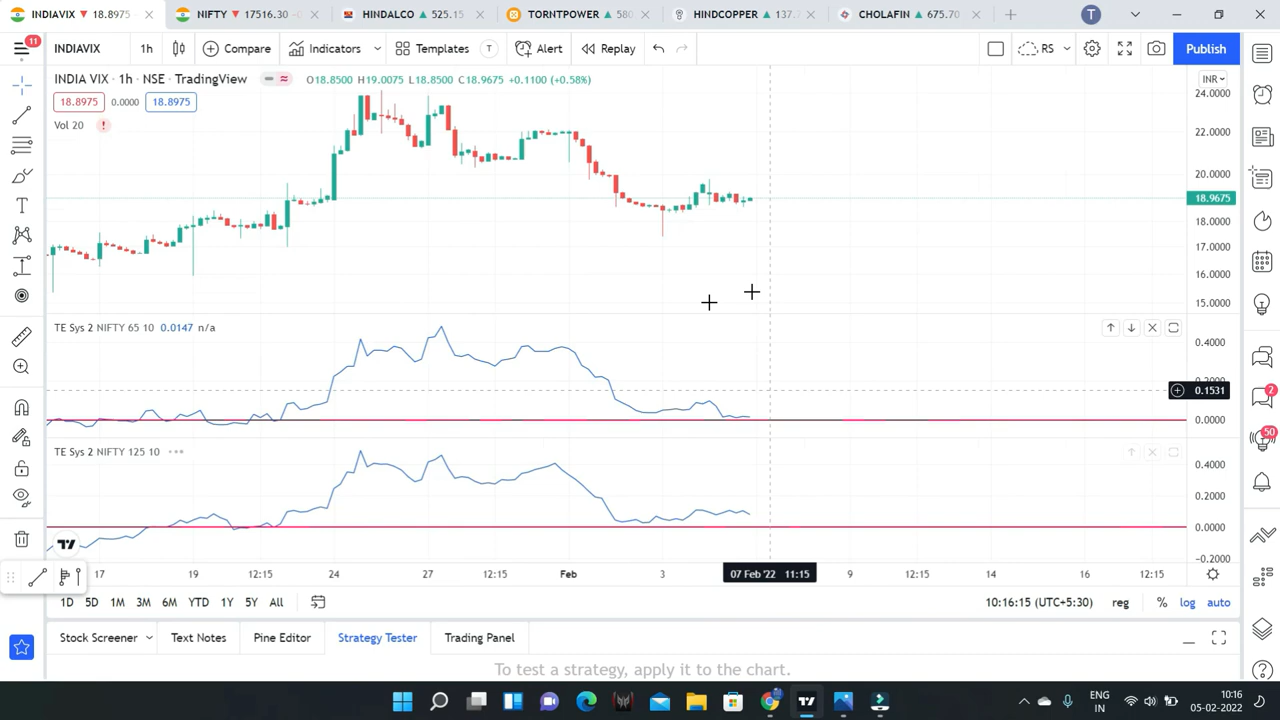 INDIAVIX ▼ 18.8975 NIFTY ▼ 17516.30 −0 HINDALCO ▲ 525.15 TORNTPOWER ▲ 580. HINDCOPPER ▲ 137. CHOLAFIN ▲ 675.70 T
11 INDIAVIX 1h Compare Indicators Templates T Alert Replay RS Publish
INDIA VIX · 1h · NSE · TradingView O18.8500 H19.0075 L18.8500 C18.9675 +0.1100 (+0.58%) INR
24.0000
18.8975 0.0000 18.8975
Vol 20 !
22.0000
20.0000
18.9675
18.0000
17.0000
16.0000
15.0000
TE Sys 2 NIFTY 65 10 0.0147 n/a
0.4000
0.2000
0.1531
0.0000
TE Sys 2 NIFTY 125 10
0.4000
0.2000
0.0000
-0.2000
17 19 12:15 24 27 12:15 Feb 3 07 Feb '22 11:15 9 12:15 14 16 12:15
1D 5D 1M 3M 6M YTD 1Y 5Y All 10:16:15 (UTC+5:30) reg % log auto
Stock Screener Text Notes Pine Editor Strategy Tester Trading Panel
To test a strategy, apply it to the chart.
2
50
ENG
IN
10:16
05-02-2022